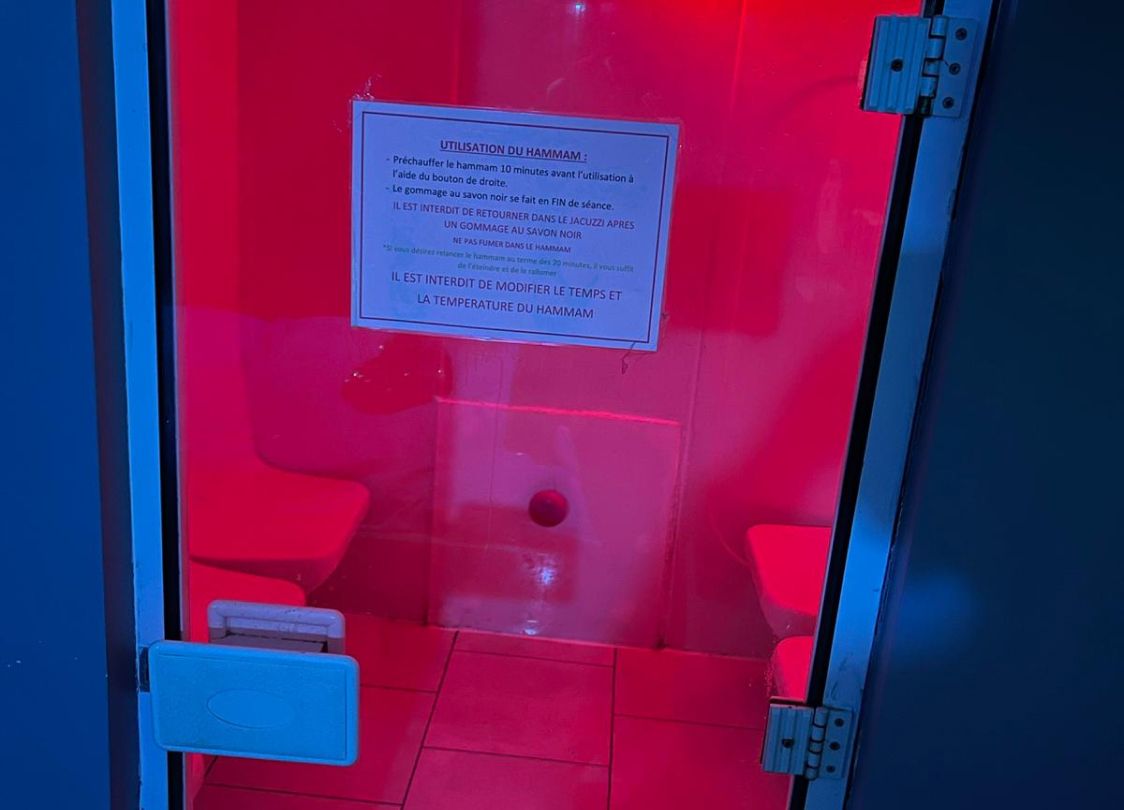 UTILISATION DU HAMMAM :
- Préchauffer le hammam 10 minutes avant l'utilisation à
l'aide du bouton de droite.
- Le gommage au savon noir se fait en FIN de séance.
IL EST INTERDIT DE RETOURNER DANS LE JACUZZI APRES
UN GOMMAGE AU SAVON NOIR
NE PAS FUMER DANS LE HAMMAM
*Si vous désirez relancer le hammam au terme des 30 minutes, il vous suffit
de l'éteindre et de le rallumer
IL EST INTERDIT DE MODIFIER LE TEMPS ET
LA TEMPERATURE DU HAMMAM